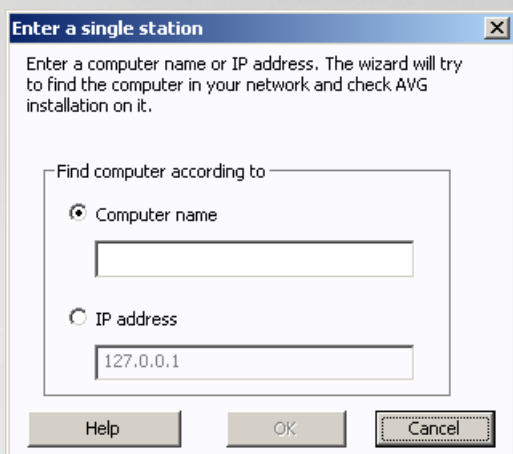 Enter a single station
Enter a computer name or IP address. The wizard will try
to find the computer in your network and check AVG
installation on it.
Find computer according to
Computer name
IP address
127.0.0.1
Help OK Cancel